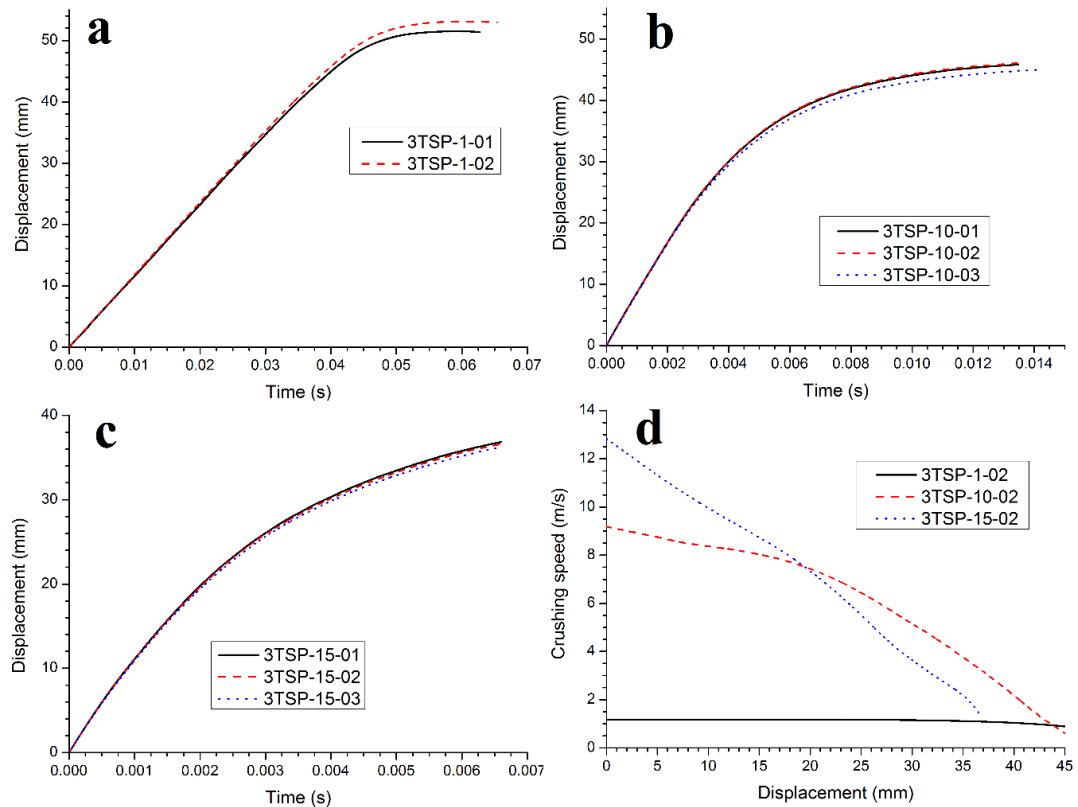 a
50
40
30
20
10
0
Displacement (mm)
3TSP-1-01
3TSP-1-02
0.00 0.01 0.02 0.03 0.04 0.05 0.06 0.07
Time (s)
b
50
40
30
20
10
0
Displacement (mm)
3TSP-10-01
3TSP-10-02
3TSP-10-03
0.000 0.002 0.004 0.006 0.008 0.010 0.012 0.014
Time (s)
c
40
30
20
10
0
Displacement (mm)
3TSP-15-01
3TSP-15-02
3TSP-15-03
0.000 0.001 0.002 0.003 0.004 0.005 0.006 0.007
Time (s)
d
14
12
10
8
6
4
2
0
Crushing speed (m/s)
3TSP-1-02
3TSP-10-02
3TSP-15-02
0 5 10 15 20 25 30 35 40 45
Displacement (mm)